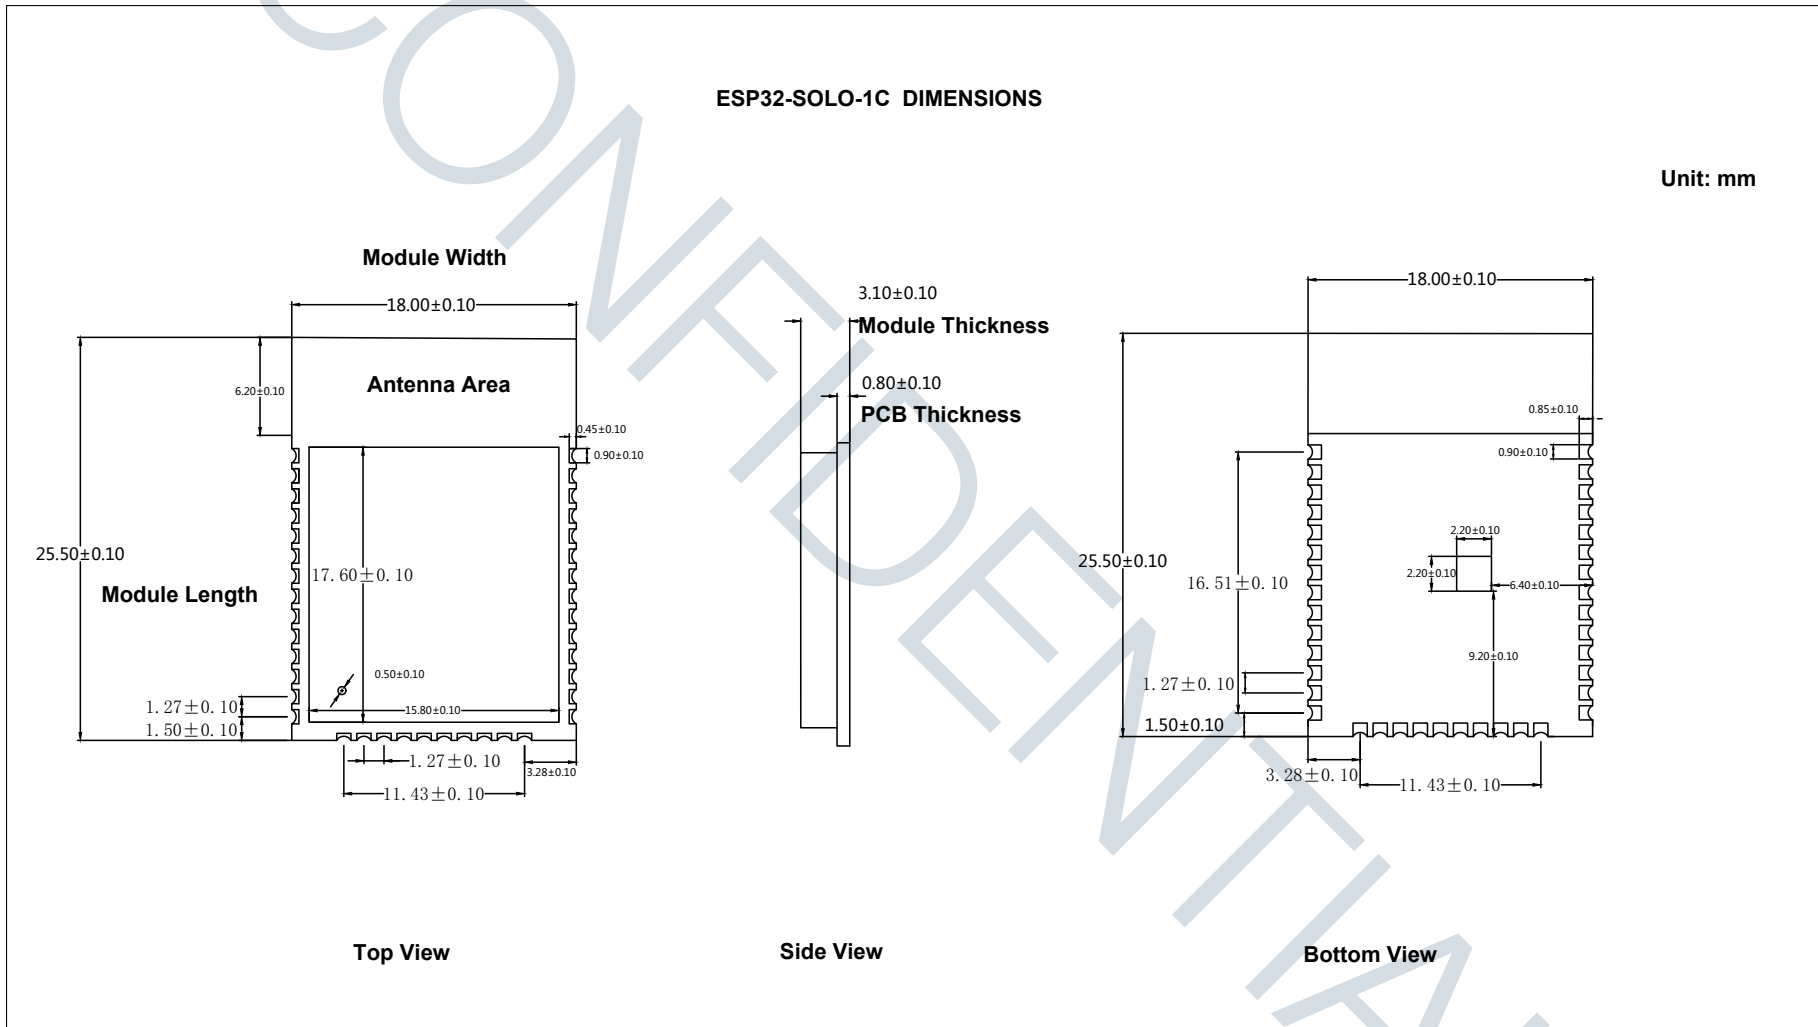 CONFIDENTIAL
ESP32-SOLO-1C DIMENSIONS
Unit: mm
Module Width
18.00±0.10
6.20±0.10
Antenna Area
0.45±0.10
0.90±0.10
25.50±0.10
17.60±0.10
Module Length
0.50±0.10
15.80±0.10
1.27±0.10
1.50±0.10
1.27±0.10
3.28±0.10
11.43±0.10
Top View
3.10±0.10
Module Thickness
0.80±0.10
PCB Thickness
Side View
18.00±0.10
0.85±0.10
0.90±0.10
2.20±0.10
25.50±0.10
2.20±0.10
16.51±0.10
6.40±0.10
9.20±0.10
1.27±0.10
1.50±0.10
3.28±0.10
11.43±0.10
Bottom View